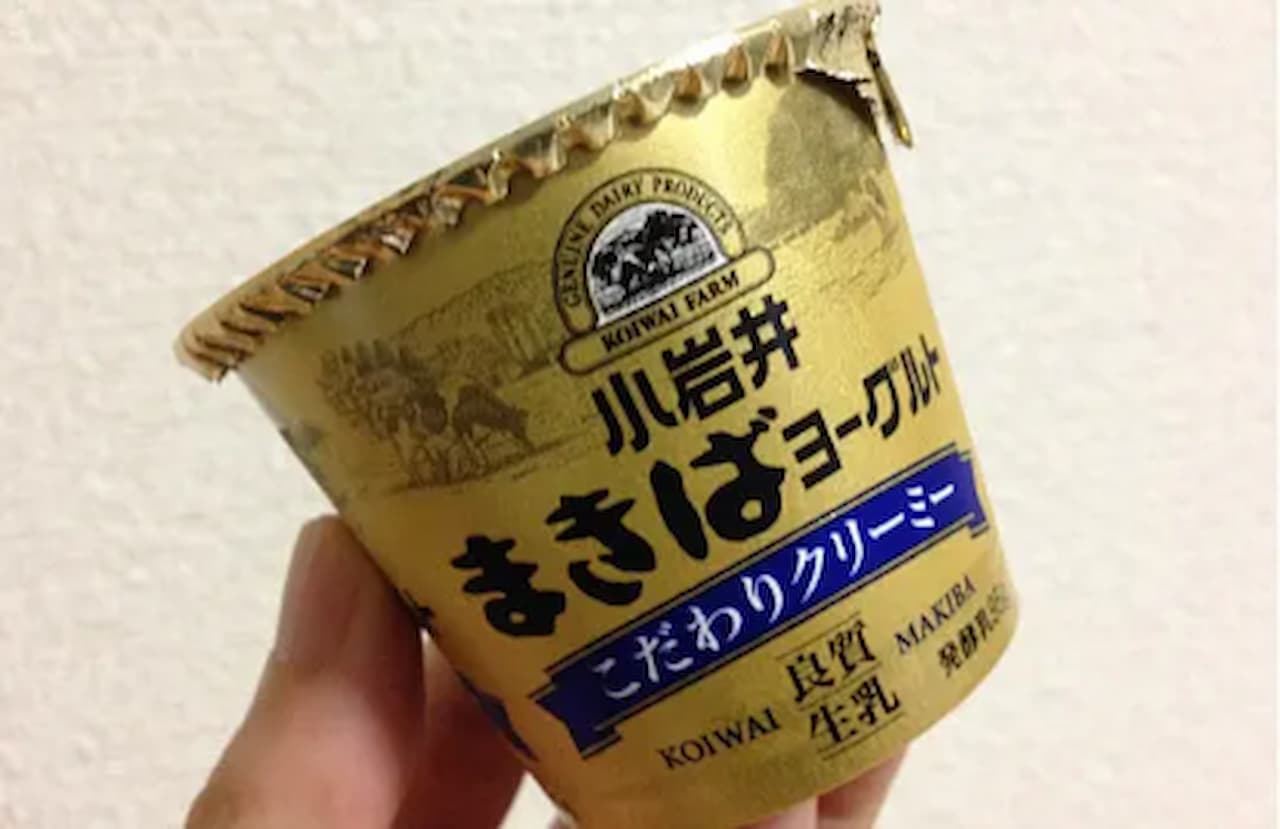 GENUINE DAIRY PRODUCTS
KOIWAI FARM
小岩井
まきばヨーグルト
こだわりクリーミー
KOIWAI 良質生乳 MAKIBA
発酵乳